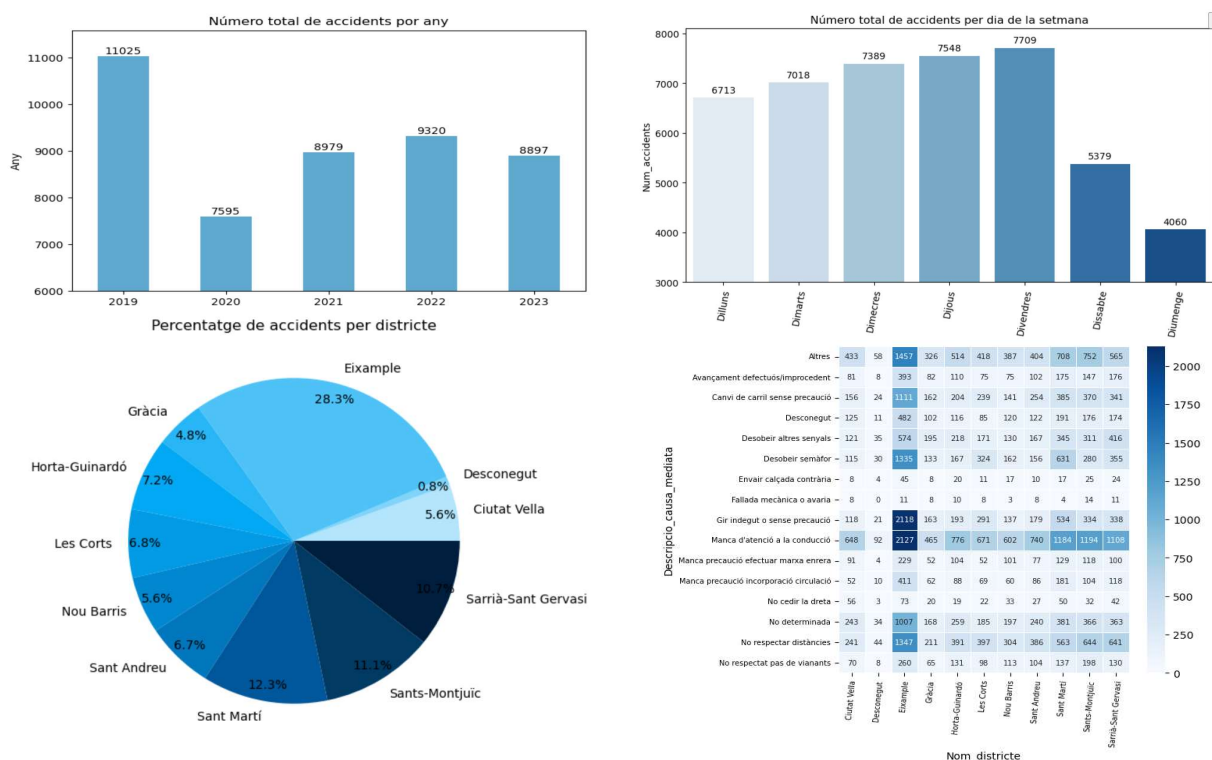 Número total de accidents por any
11025
7595
8979
9320
8897
11000
10000
9000
8000
7000
6000
Any
2019 2020 2021 2022 2023
Número total de accidents per dia de la setmana
6713
7018
7389
7548
7709
5379
4060
8000
7000
6000
5000
4000
3000
Num_accidents
Dilluns Dimarts Dimecres Dijous Divendres Dissabte Diumenge
Percentatge de accidents per districte
Eixample
28.3%
Gràcia
4.8%
Horta-Guinardó
7.2%
Les Corts
6.8%
Nou Barris
5.6%
Sant Andreu
6.7%
Sant Martí
12.3%
Sants-Montjuïc
11.1%
Sarrià-Sant Gervasi
10.7%
Ciutat Vella
5.6%
Desconegut
0.8%
Descripcio_causa_mediata
Altres 433 58 1457 326 514 418 387 404 708 752 565
Avançament defectuós/improcedent 81 8 393 82 110 75 75 102 175 147 176
Canvi de carril sense precaució 156 24 1111 162 204 239 141 254 385 370 341
Desconegut 125 11 482 102 116 85 120 122 191 176 174
Desobeir altres senyals 121 35 574 195 218 171 130 167 345 311 416
Desobeir semàfor 115 30 1335 133 167 324 162 156 631 280 355
Envair calçada contrària 8 4 45 8 20 11 17 10 17 25 24
Fallada mecànica o avaria 8 0 11 8 10 8 3 8 4 14 11
Gir indegut o sense precaució 118 21 2118 163 193 291 137 179 534 334 338
Manca d'atenció a la conducció 648 92 2127 465 776 671 602 740 1184 1194 1108
Manca precaució efectuar marxa enrera 91 4 229 52 104 52 101 77 129 118 100
Manca precaució incorporació circulació 52 10 411 62 88 69 60 86 181 104 118
No cedir la dreta 56 3 73 20 19 22 33 27 50 32 42
No determinada 243 34 1007 168 259 185 197 240 381 366 363
No respectar distàncies 241 44 1347 211 391 397 304 386 563 644 641
No respectat pas de vianants 70 8 260 65 131 98 113 104 137 198 130
Ciutat Vella Desconegut Eixample Gràcia Horta-Guinardó Les Corts Nou Barris Sant Andreu Sant Martí Sants-Montjuïc Sarrià-Sant Gervasi
Nom_districte
2000
1750
1500
1250
1000
750
500
250
0